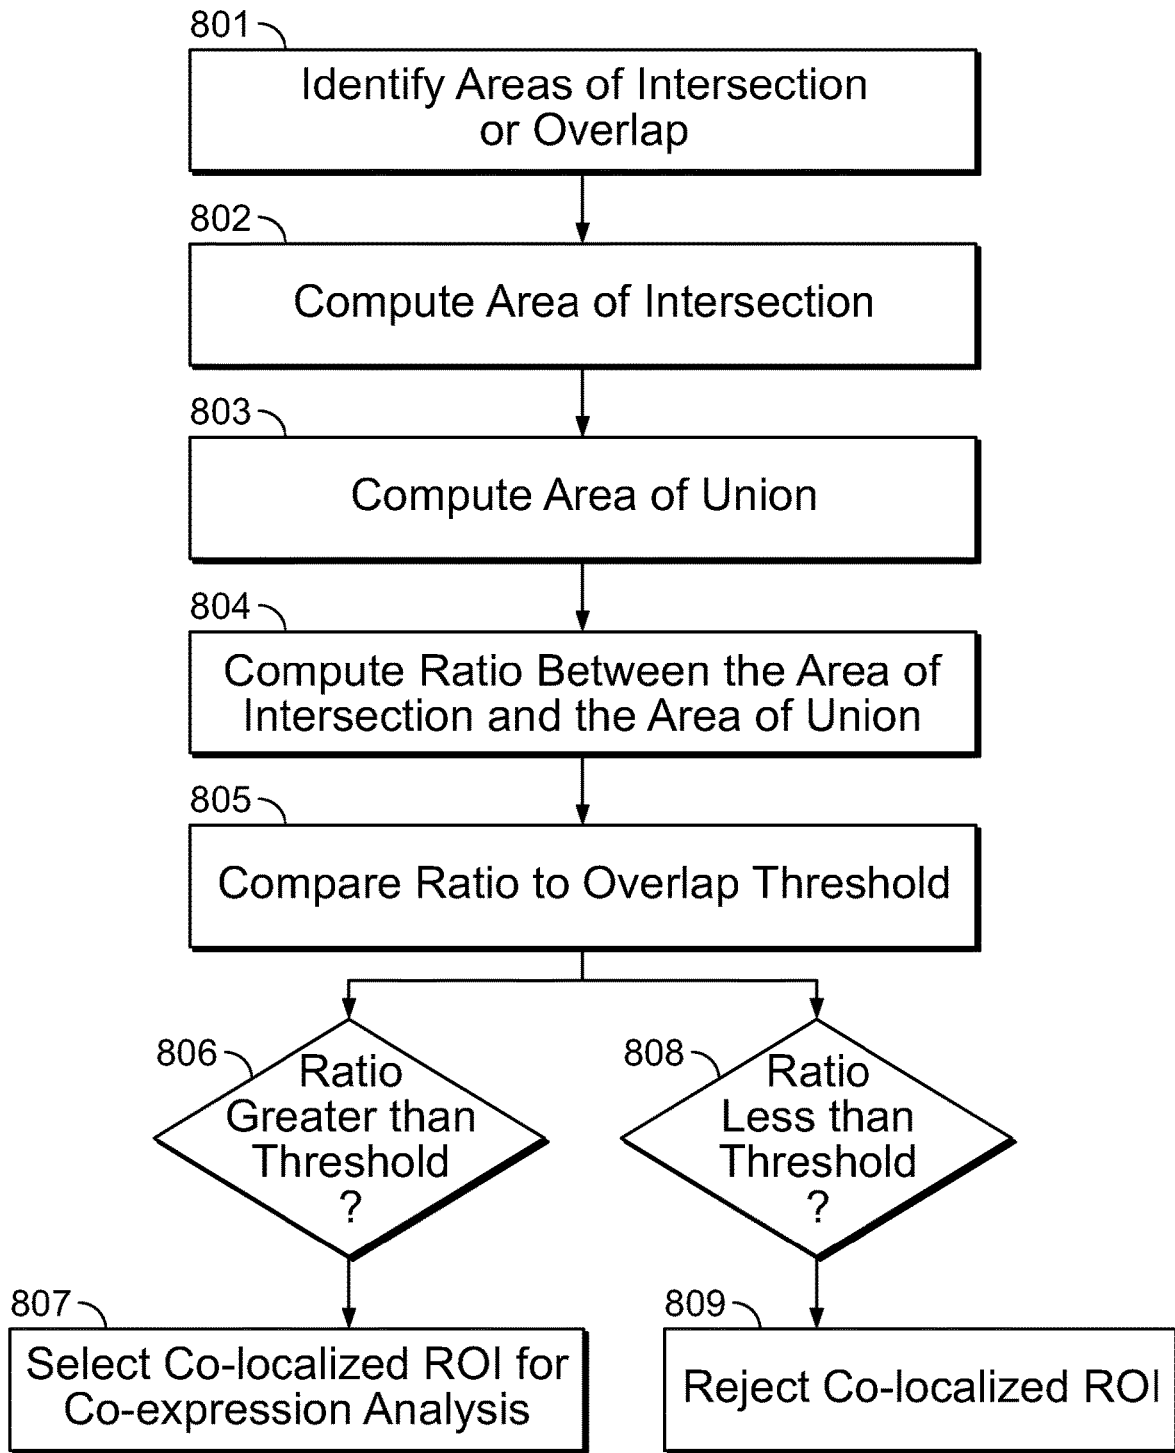 801
Identify Areas of Intersection
or Overlap
802
Compute Area of Intersection
803
Compute Area of Union
804
Compute Ratio Between the Area of
Intersection and the Area of Union
805
Compare Ratio to Overlap Threshold
806
Ratio
Greater than
Threshold
?
808
Ratio
Less than
Threshold
?
807
Select Co-localized ROI for
Co-expression Analysis
809
Reject Co-localized ROI